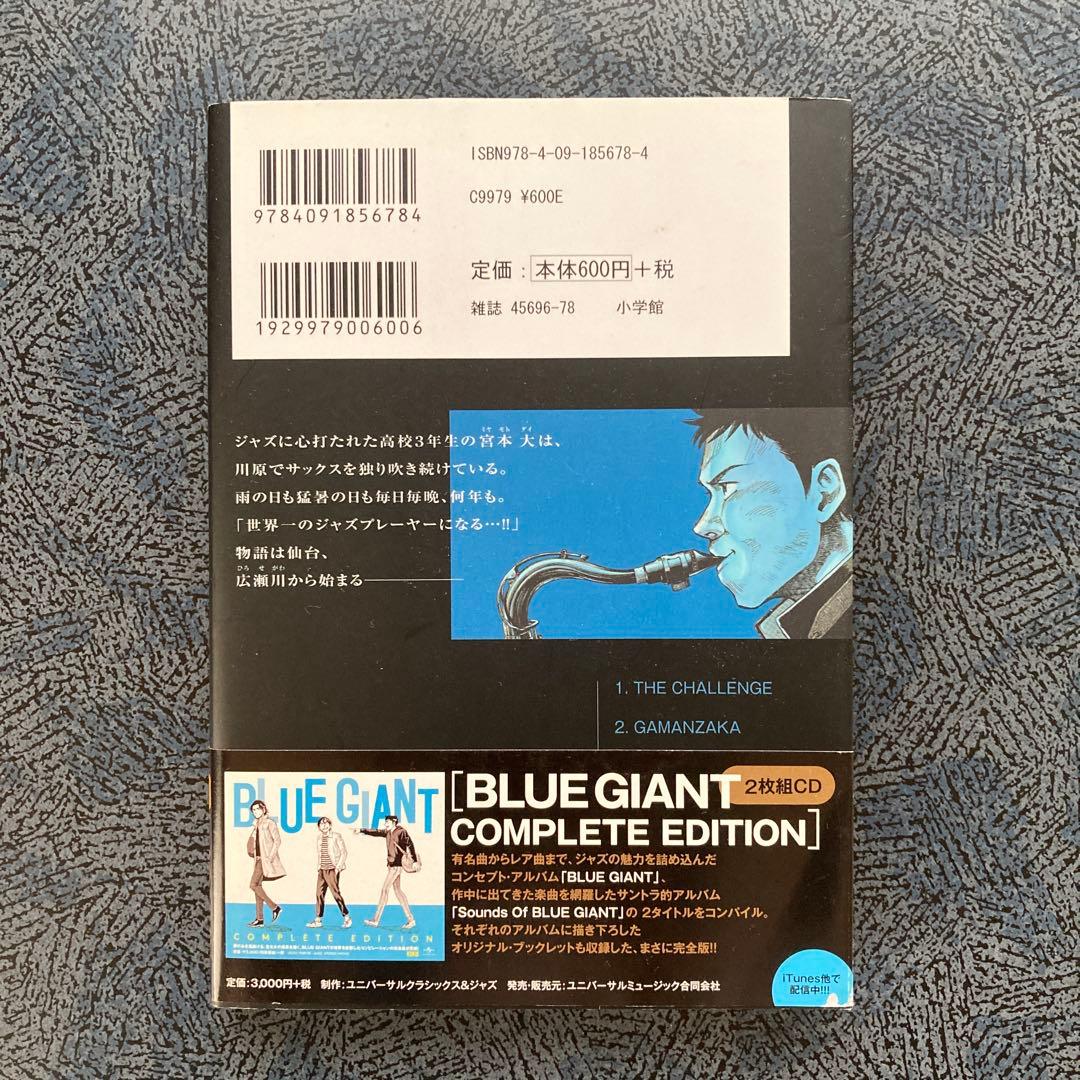 ISBN978-4-09-185678-4
C9979 ¥600E
9784091856784
定価：本体600円＋税
雑誌 45696-78 小学館
1929979006006
ジャズに心打たれた高校3年生の宮本 大は、
ミヤ モト ダイ
川原でサックスを独り吹き続けている。
雨の日も猛暑の日も毎日毎晩、何年も。
「世界一のジャズプレーヤーになる…!!」
物語は仙台、
ひろ せ がわ
広瀬川から始まる――
1. THE CHALLENGE
2. GAMANZAKA
BLUE GIANT
COMPLETE EDITION
[BLUE GIANT
COMPLETE EDITION]
2枚組CD
有名曲からレア曲まで、ジャズの魅力を詰め込んだ
コンセプト・アルバム「BLUE GIANT」、
作中に出てきた楽曲を網羅したサントラ的アルバム
「Sounds Of BLUE GIANT」の 2タイトルをコンパイル。
それぞれのアルバムに描き下ろした
オリジナル・ブックレットも収録した、まさに完全版!!
定価：3,000円+税 制作：ユニバーサルクラシックス&ジャズ 発売・販売元：ユニバーサルミュージック合同会社
iTunes他で
配信中!!!